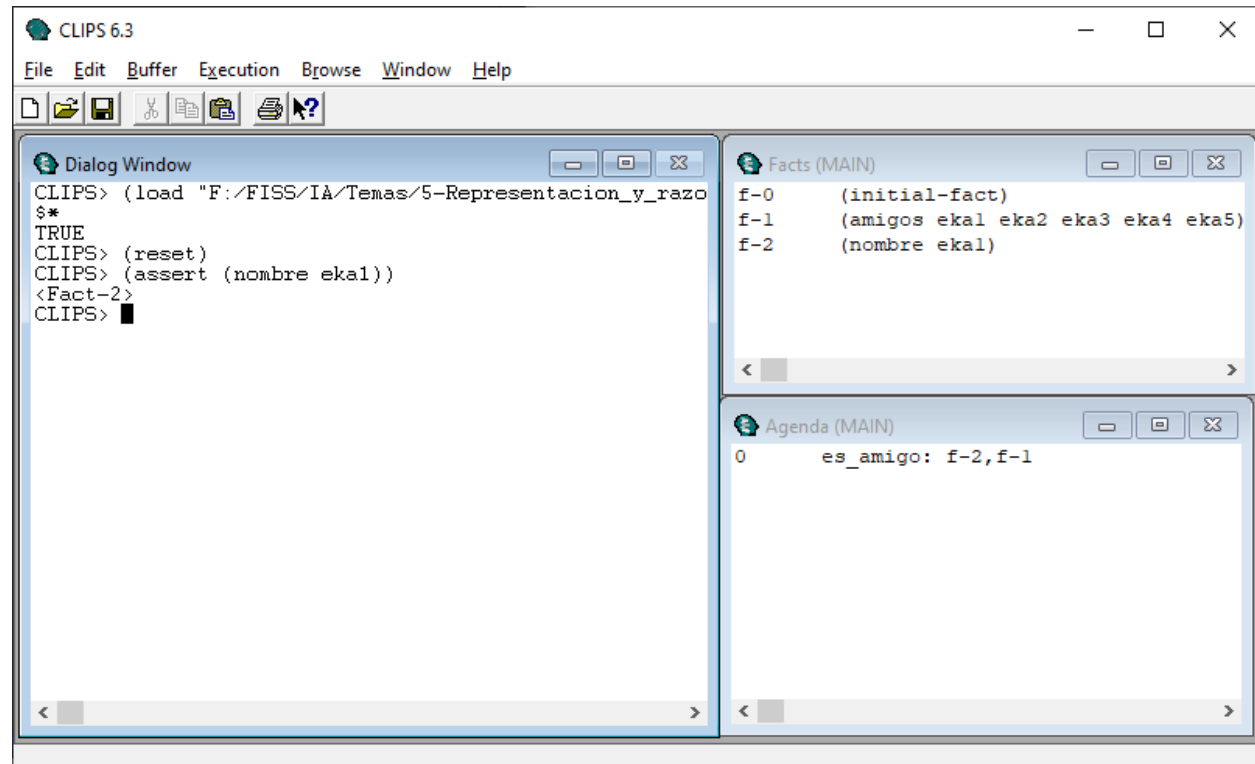 CLIPS 6.3
File Edit Buffer Execution Browse Window Help
Dialog Window
CLIPS> (load "F:/FISS/IA/Temas/5-Representacion_y_razo
$*
TRUE
CLIPS> (reset)
CLIPS> (assert (nombre eka1))
<Fact-2>
CLIPS>
Facts (MAIN)
f-0 (initial-fact)
f-1 (amigos eka1 eka2 eka3 eka4 eka5)
f-2 (nombre eka1)
Agenda (MAIN)
0 es_amigo: f-2,f-1